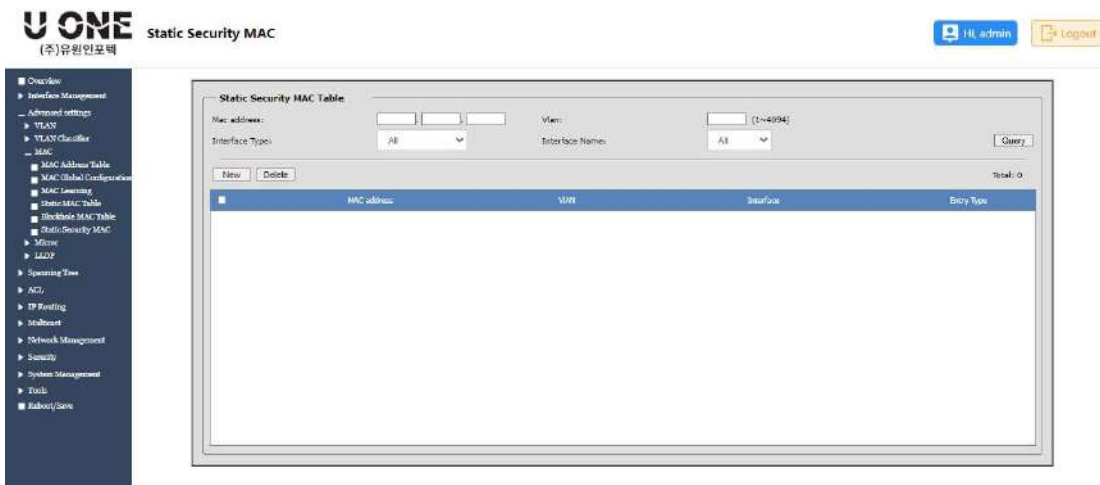 U ONE
(주)유원인포텍
Static Security MAC
Hi, admin
Logout
Overview
Interface Management
Advanced settings
VLAN
VLAN Classifier
MAC
MAC Address Table
MAC Global Configuration
MAC Learning
Static MAC Table
Blockhole MAC Table
Static Security MAC
Mirror
LLDP
Spanning Tree
ACL
IP Routing
Multicast
Network Management
Security
System Management
Tools
Reboot/Save
Static Security MAC Table
Mac address: . . Vlan: (1~4094)
Interface Type: All Interface Name: All Query
New Delete Total: 0
MAC address VLAN Interface Entry Type